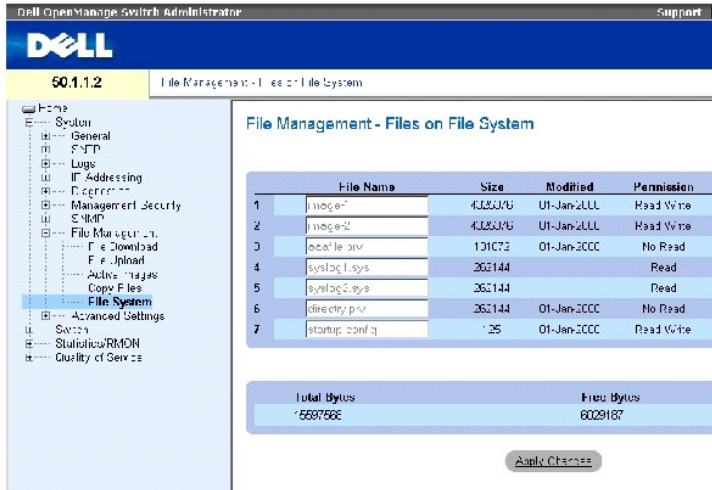 Dell OpenManage Switch Administrator Support
DELL
50.1.1.2 File Management - Files on File System
Home
System
General
SNTP
Logs
IP Addressing
Diagnostics
Management Security
SNMP
File Management
File Download
File Upload
Active Images
Copy Files
File System
Advanced Settings
Switch
Statistics/RMON
Quality of Service
File Management - Files on File System
File Name Size Modified Permission
1 image-1 01-Jan-2000 Read Write
2 image-2 01-Jan-2000 Read Write
3 131072 01-Jan-2000 No Read
4 syslog1.sys 262144 Read
5 syslog2.sys 262144 Read
6 directry.prv 262144 01-Jan-2000 No Read
7 startup-config 01-Jan-2000 Read Write
Total Bytes Free Bytes
15597568 6029187
Apply Changes